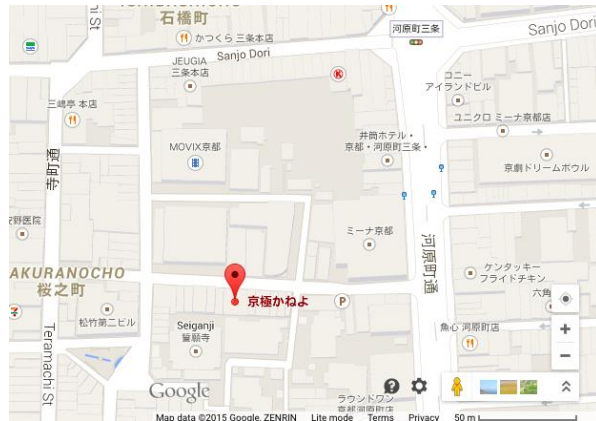 石橋町
河原町三条
かつくら 三条本店
Sanjo Dori
Sanjo Dori
JEUGIA
三条本店
コニー
アイランドビル
三嶋亭 本店
ユニクロ ミーナ京都店
井筒ホテル・
京都・河原町三条・
MOVIX京都
京劇ドリームボウル
寺町通
安野医院
ミーナ京都
河原町通
AKURANOCHO
桜之町
ケンタッキー
フライドチキン
京極かねよ
P
六角
松竹第二ビル
Seiganji
誓願寺
魚心 河原町店
Teramachi St
Google
ラウンドワン
京都河原町店
Map data ©2015 Google, ZENRIN
Lite mode
Terms
Privacy
50 m